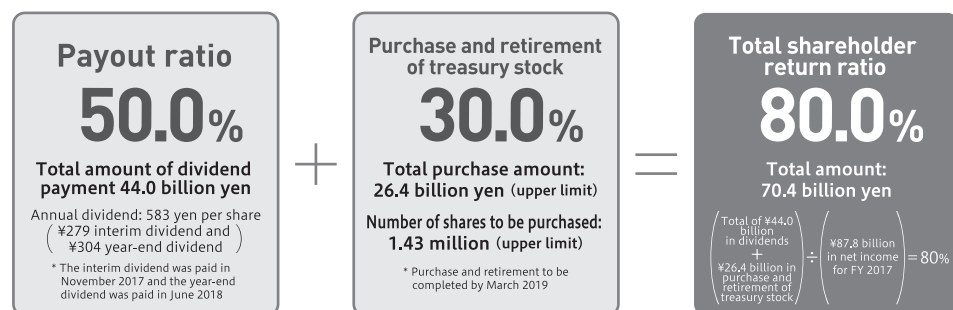 Payout ratio
50.0%
Total amount of dividend
payment 44.0 billion yen
Annual dividend: 583 yen per share
( ¥279 interim dividend and
¥304 year-end dividend )
* The interim dividend was paid in
November 2017 and the year-end
dividend was paid in June 2018
+
Purchase and retirement
of treasury stock
30.0%
Total purchase amount:
26.4 billion yen (upper limit)
Number of shares to be purchased:
1.43 million (upper limit)
* Purchase and retirement to be
completed by March 2019
=
Total shareholder
return ratio
80.0%
Total amount:
70.4 billion yen
( Total of ¥44.0
billion
in dividends
+
¥26.4 billion in
purchase and
retirement of
treasury stock )
÷
( ¥87.8 billion
in net income
for FY 2017 )
= 80%